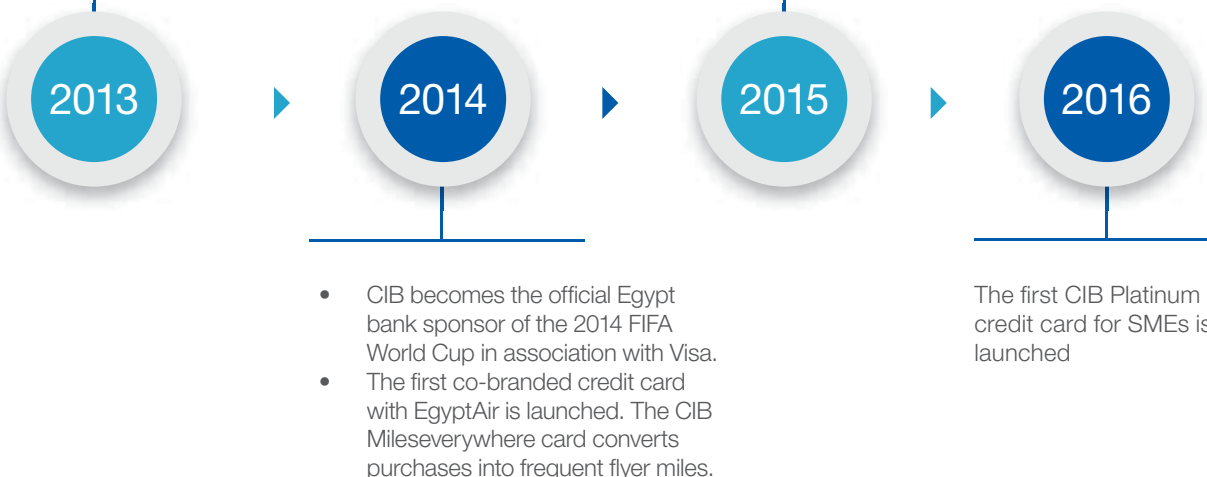 2013
2014
2015
2016
• CIB becomes the official Egypt
bank sponsor of the 2014 FIFA
World Cup in association with Visa.
• The first co-branded credit card
with EgyptAir is launched. The CIB
Mileseverywhere card converts
purchases into frequent flyer miles.
The first CIB Platinum
credit card for SMEs is
launched